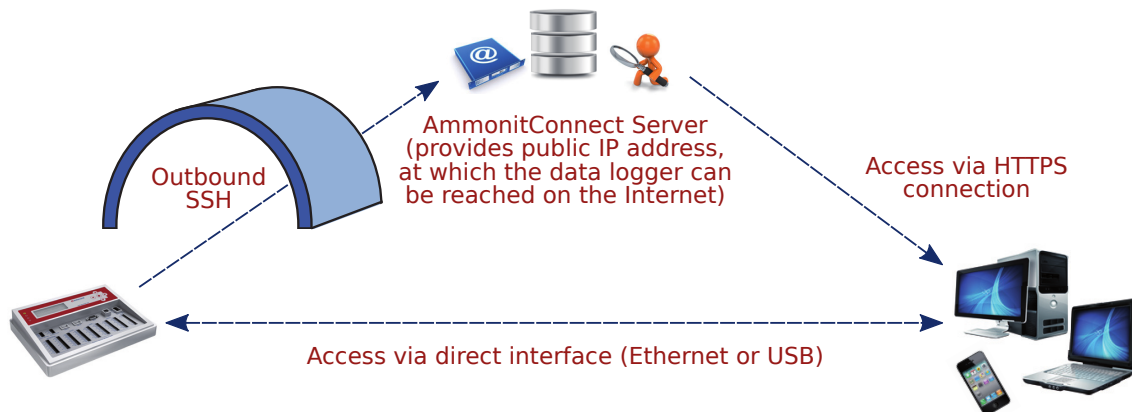 @
AmmonitConnect Server
(provides public IP address,
at which the data logger can
be reached on the Internet)
Outbound
SSH
Access via HTTPS
connection
Access via direct interface (Ethernet or USB)